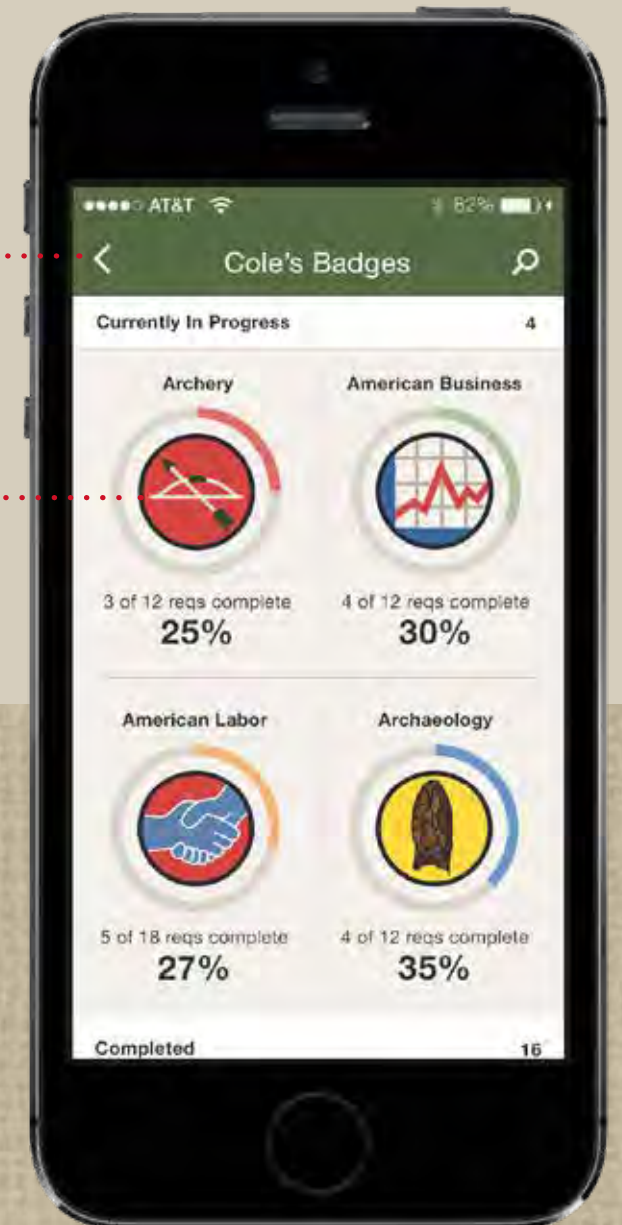 AT&T 82%
Cole's Badges
Currently In Progress 4
Archery American Business
3 of 12 reqs complete 4 of 12 reqs complete
25% 30%
American Labor Archaeology
5 of 18 reqs complete 4 of 12 reqs complete
27% 35%
Completed 16